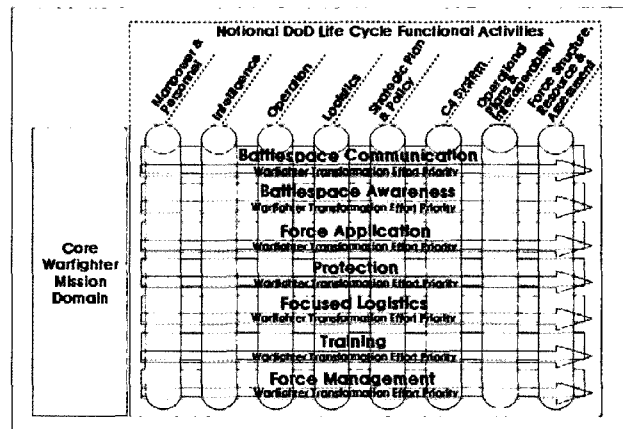 Notional DoD Life Cycle Functional Activities
Manpower &
Personnel
Intelligence
Operation
Logistics
Strategic Plan
& Policy
C4 System
Operational
Plans &
Interoperability
Force Structure,
Resource &
Assessment
Core
Warfighter
Mission
Domain
Battlespace Communication
Warfighter Transformation Effort Priority
Battlespace Awareness
Warfighter Transformation Effort Priority
Force Application
Warfighter Transformation Effort Priority
Protection
Warfighter Transformation Effort Priority
Focused Logistics
Warfighter Transformation Effort Priority
Training
Warfighter Transformation Effort Priority
Force Management
Warfighter Transformation Effort Priority